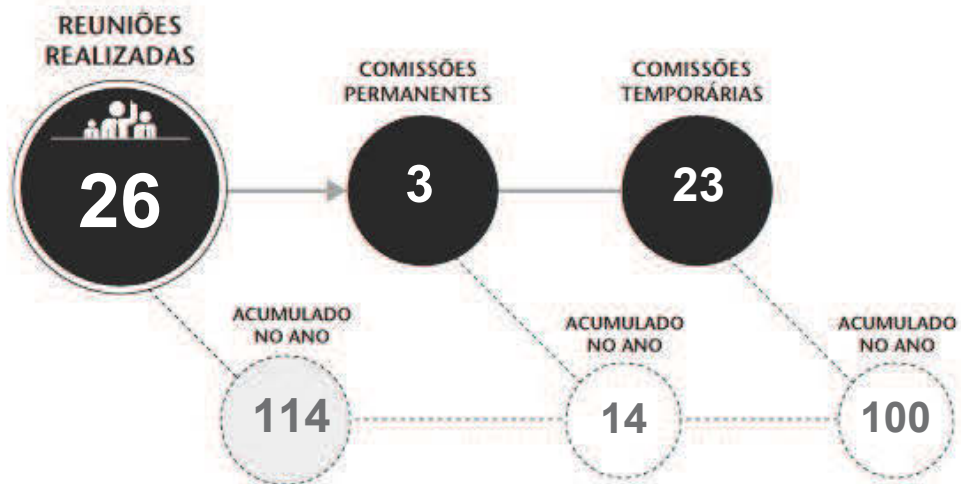 REUNIÕES
REALIZADAS
26
COMISSÕES
PERMANENTES
3
COMISSÕES
TEMPORÁRIAS
23
ACUMULADO
NO ANO
114
ACUMULADO
NO ANO
14
ACUMULADO
NO ANO
100